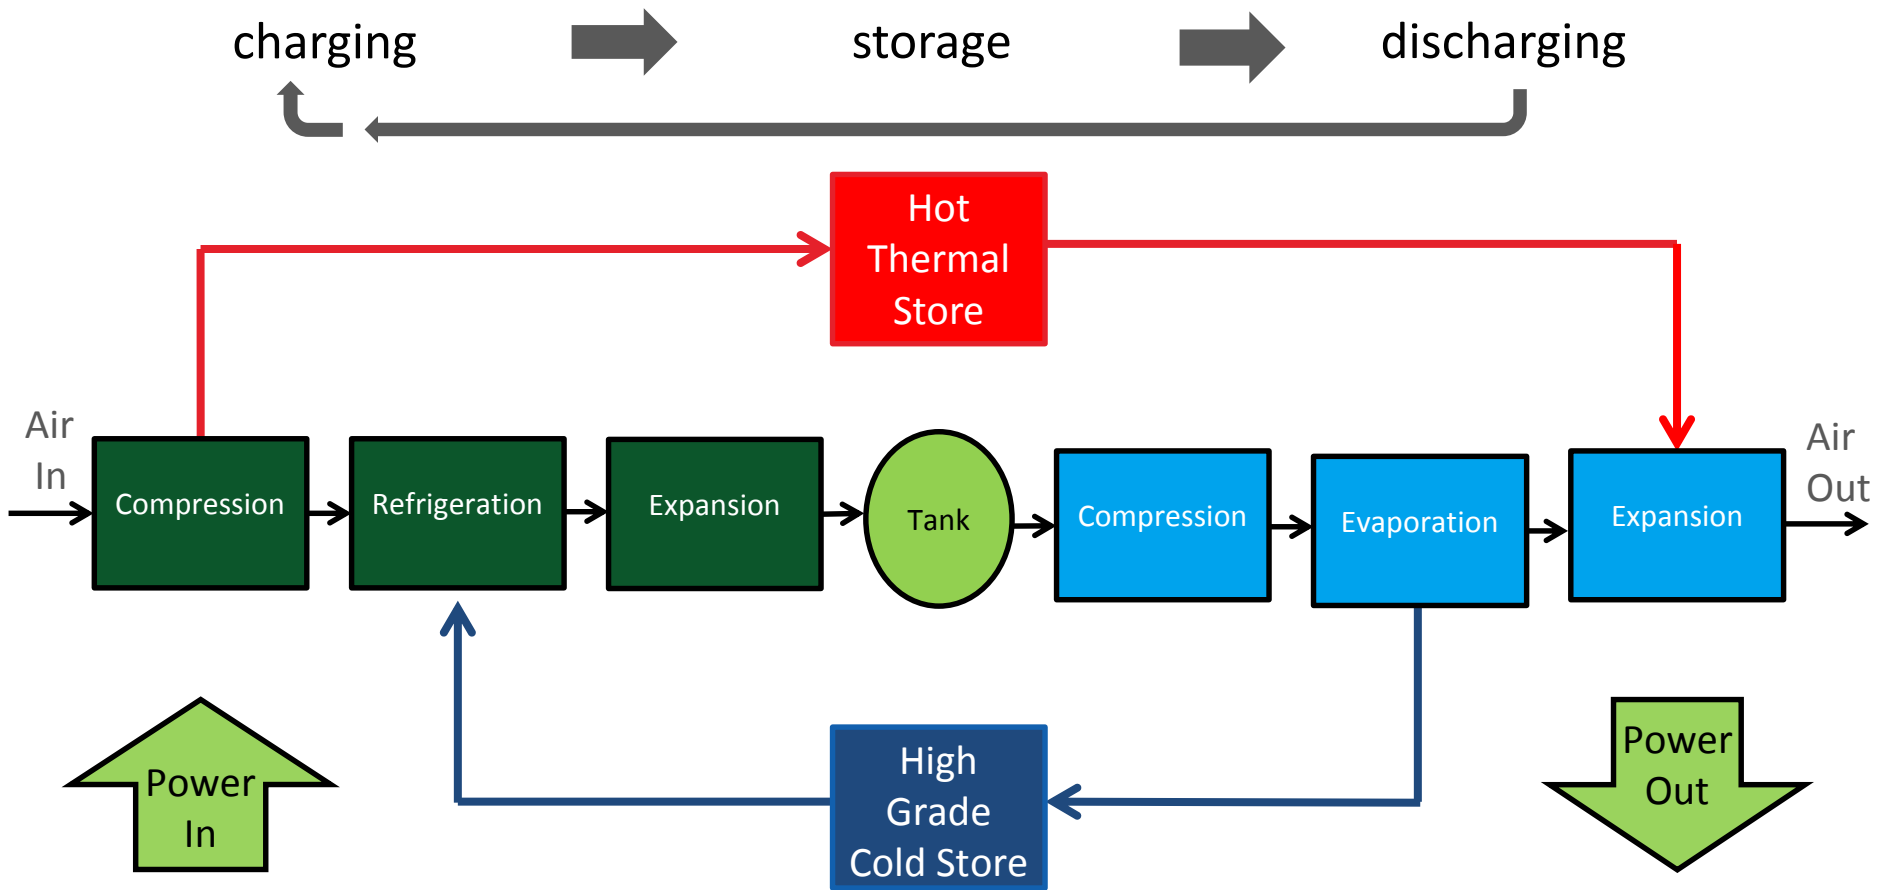 charging
storage
discharging
Hot
Thermal
Store
Air
In
Compression
Refrigeration
Expansion
Tank
Compression
Evaporation
Expansion
Air
Out
Power
In
High
Grade
Cold Store
Power
Out